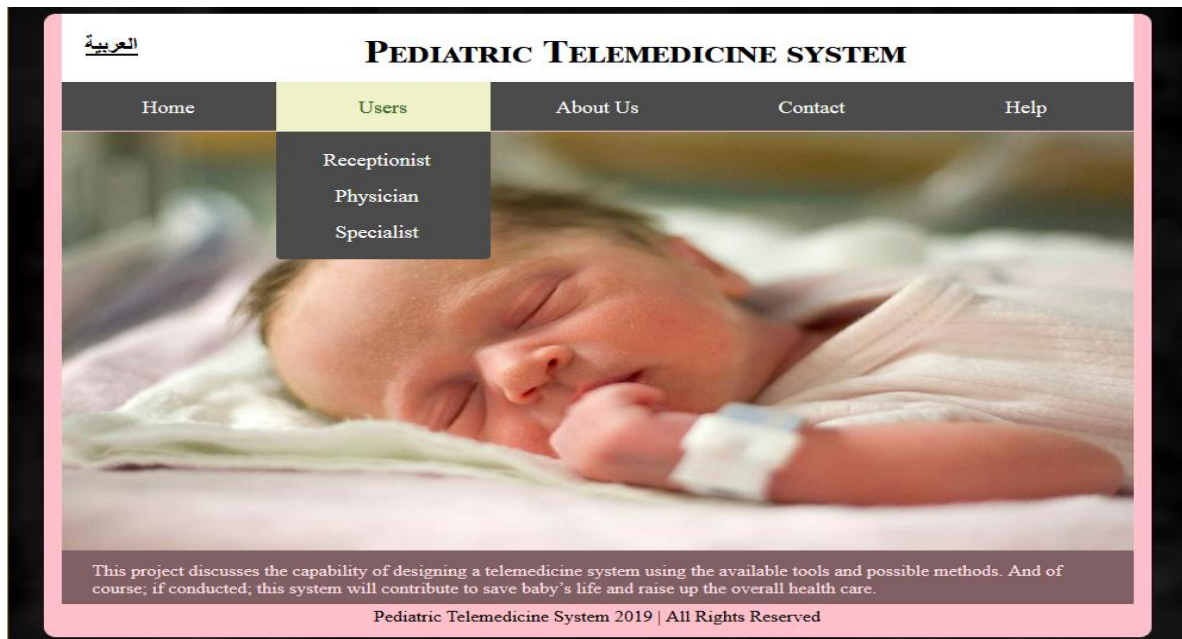 العربية
PEDIATRIC TELEMEDICINE SYSTEM
Home Users About Us Contact Help
Receptionist
Physician
Specialist
This project discusses the capability of designing a telemedicine system using the available tools and possible methods. And of
course; if conducted; this system will contribute to save baby’s life and raise up the overall health care.
Pediatric Telemedicine System 2019 | All Rights Reserved